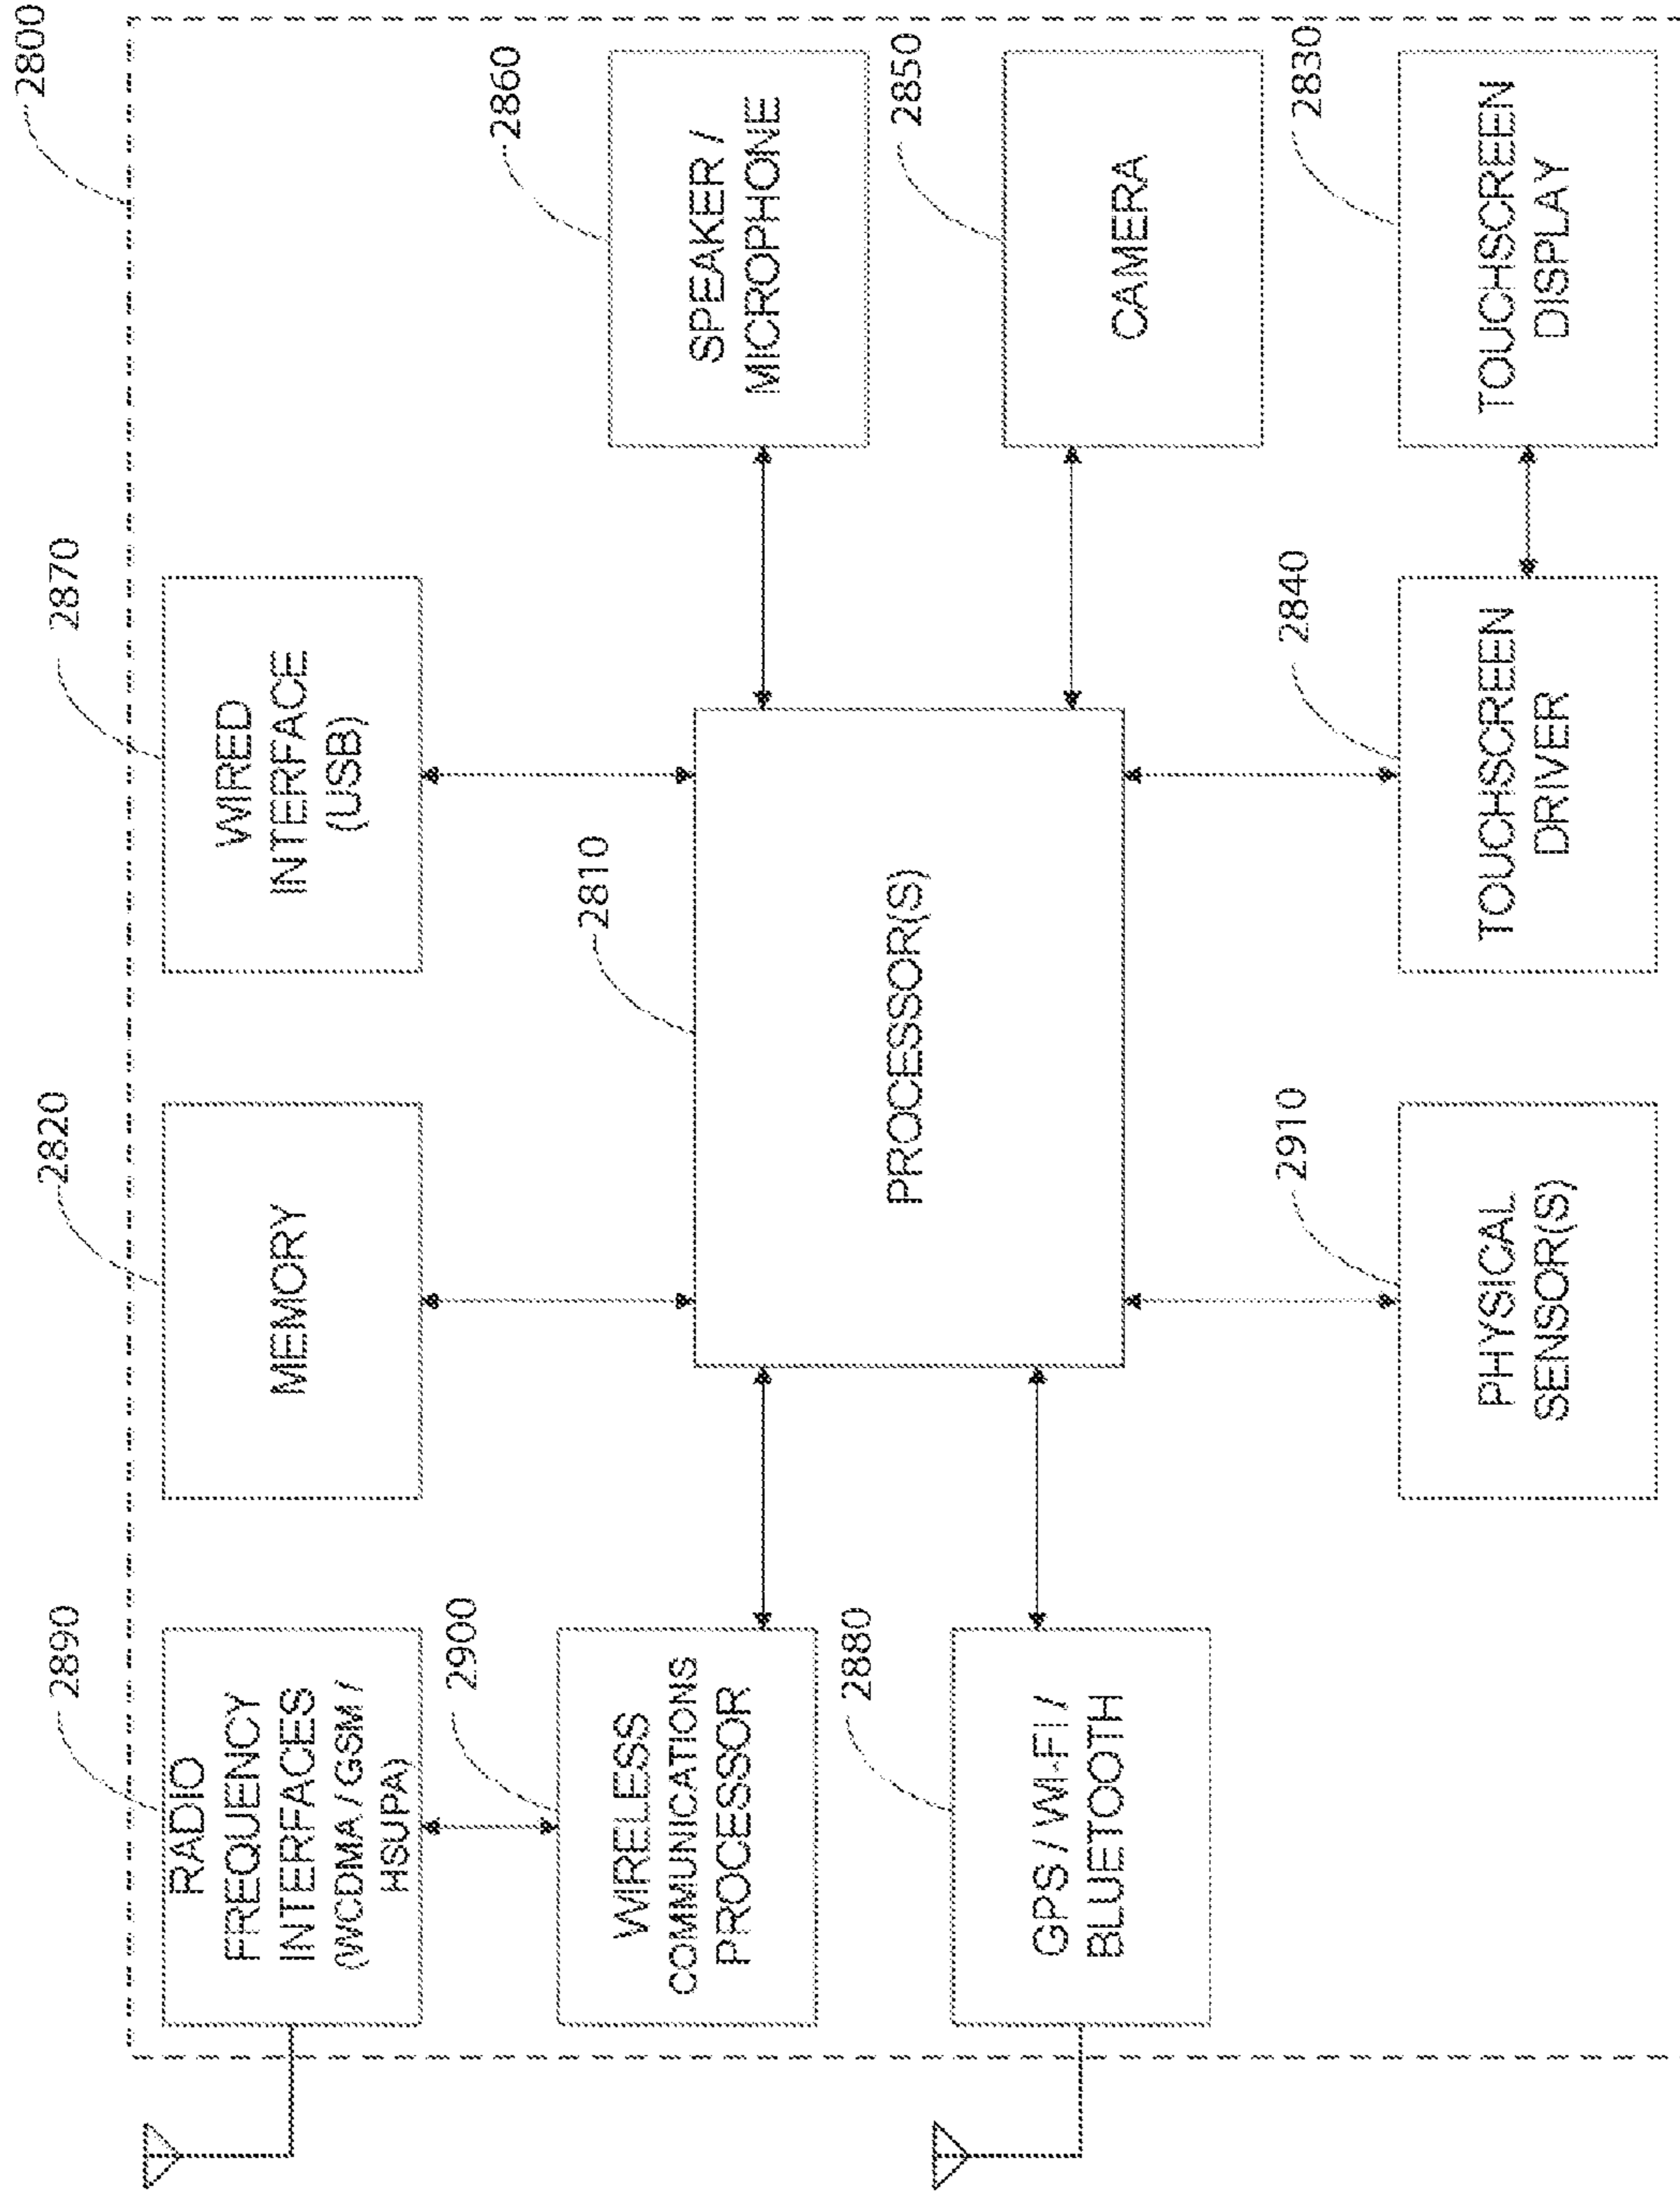 2800
2890
RADIO
FREQUENCY
INTERFACES
(WCDMA / GSM /
HSUPA)
2820
MEMORY
2870
WIRED
INTERFACE
(USB)
2900
WIRELESS
COMMUNICATIONS
PROCESSOR
2810
PROCESSOR(S)
2860
SPEAKER /
MICROPHONE
2880
GPS / WI-FI /
BLUETOOTH
2850
CAMERA
2910
PHYSICAL
SENSOR(S)
2840
TOUCHSCREEN
DRIVER
2830
TOUCHSCREEN
DISPLAY